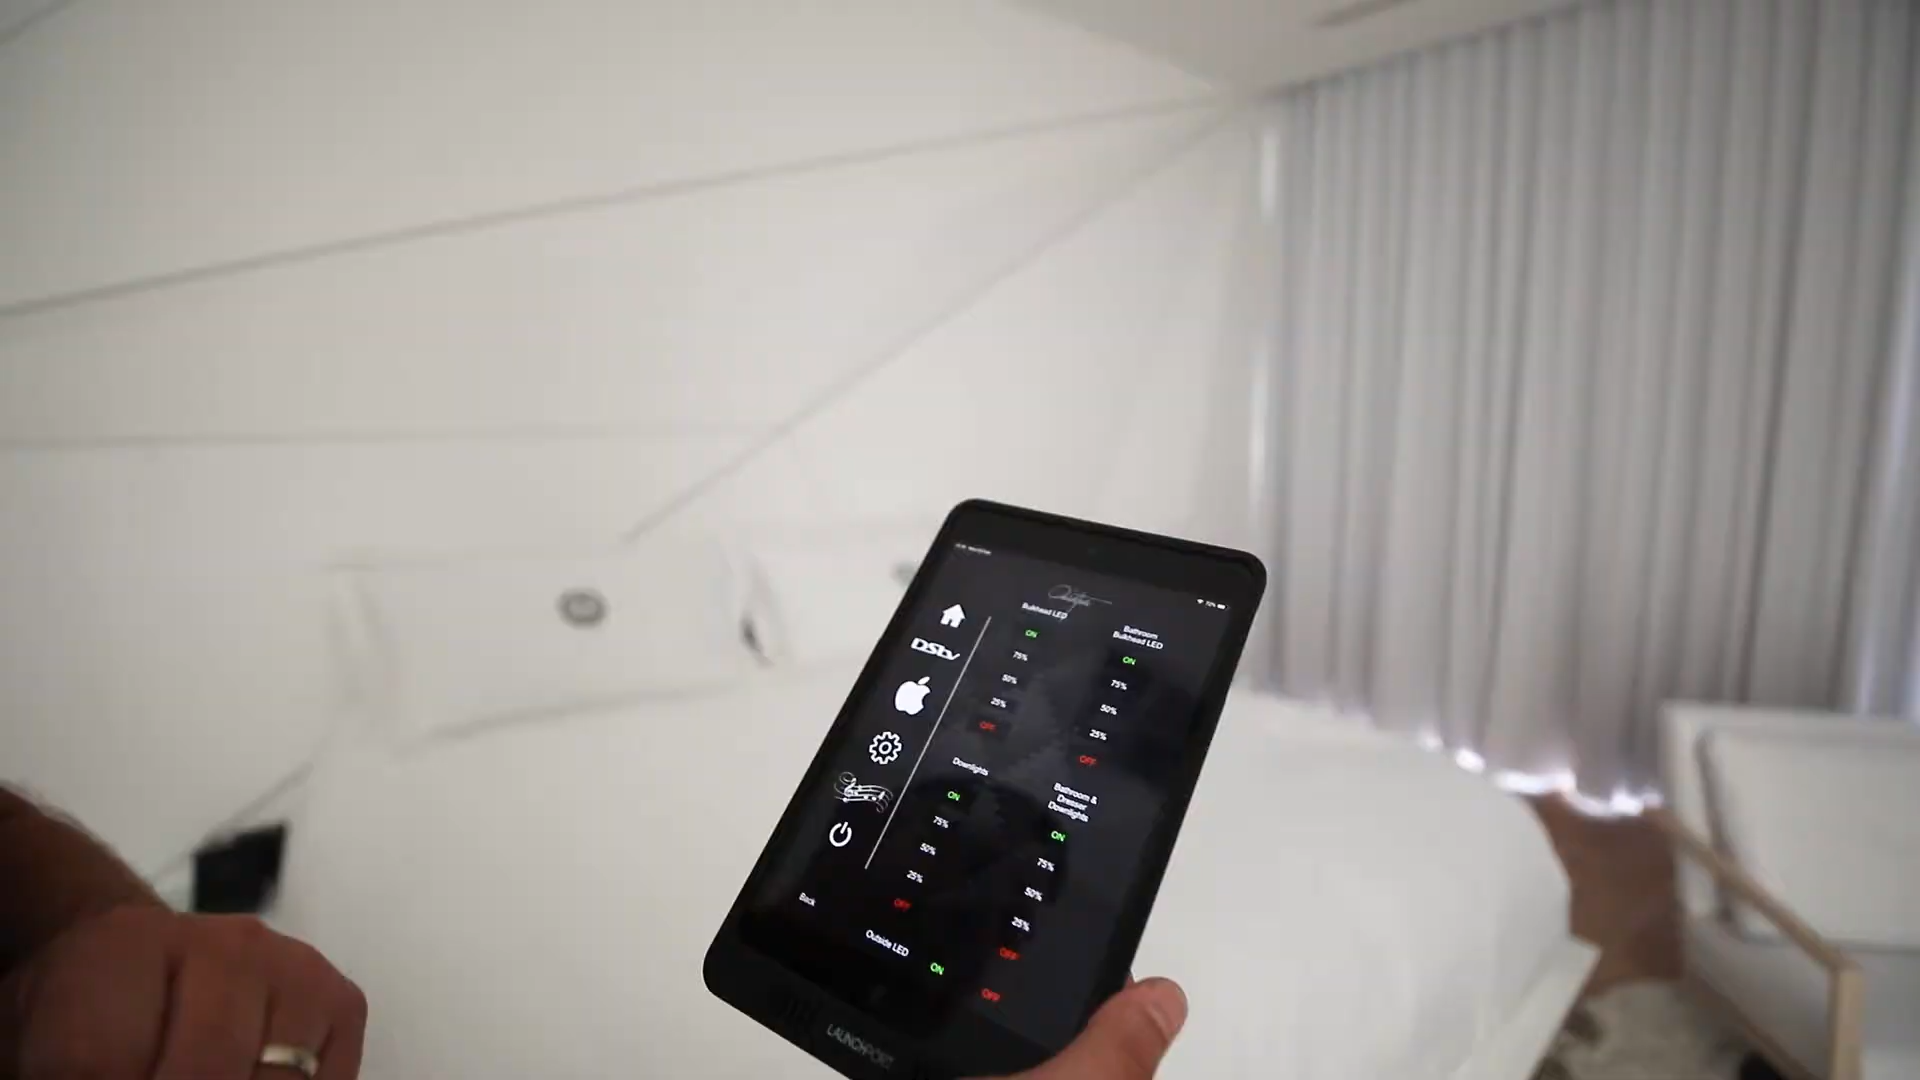 72%
DStv
Bulkhead LED
ON
75%
50%
25%
OFF
Bathroom
Bulkhead LED
ON
75%
50%
25%
OFF
Downlights
ON
75%
50%
25%
OFF
Bathroom &
Dresser
Downlights
ON
75%
50%
25%
OFF
Back
Outside LED
ON
OFF
LAUNCHPORT